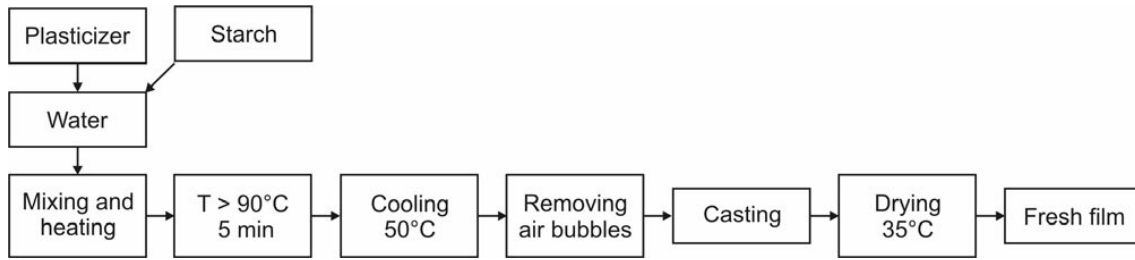 Plasticizer
Starch
Water
Mixing and
heating
T > 90°C
5 min
Cooling
50°C
Removing
air bubbles
Casting
Drying
35°C
Fresh film